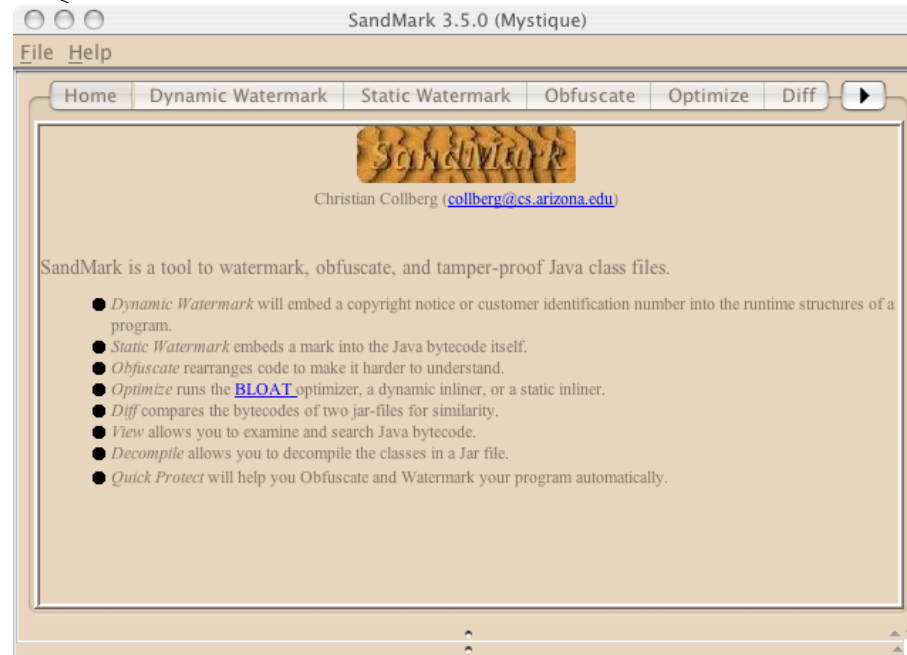 SandMark 3.5.0 (Mystique)
File Help
Home Dynamic Watermark Static Watermark Obfuscate Optimize Diff
SandMark
Christian Collberg (collberg@cs.arizona.edu)
SandMark is a tool to watermark, obfuscate, and tamper-proof Java class files.
Dynamic Watermark will embed a copyright notice or customer identification number into the runtime structures of a
program.
Static Watermark embeds a mark into the Java bytecode itself.
Obfuscate rearranges code to make it harder to understand.
Optimize runs the BLOAT optimizer, a dynamic inliner, or a static inliner.
Diff compares the bytecodes of two jar-files for similarity.
View allows you to examine and search Java bytecode.
Decompile allows you to decompile the classes in a Jar file.
Quick Protect will help you Obfuscate and Watermark your program automatically.